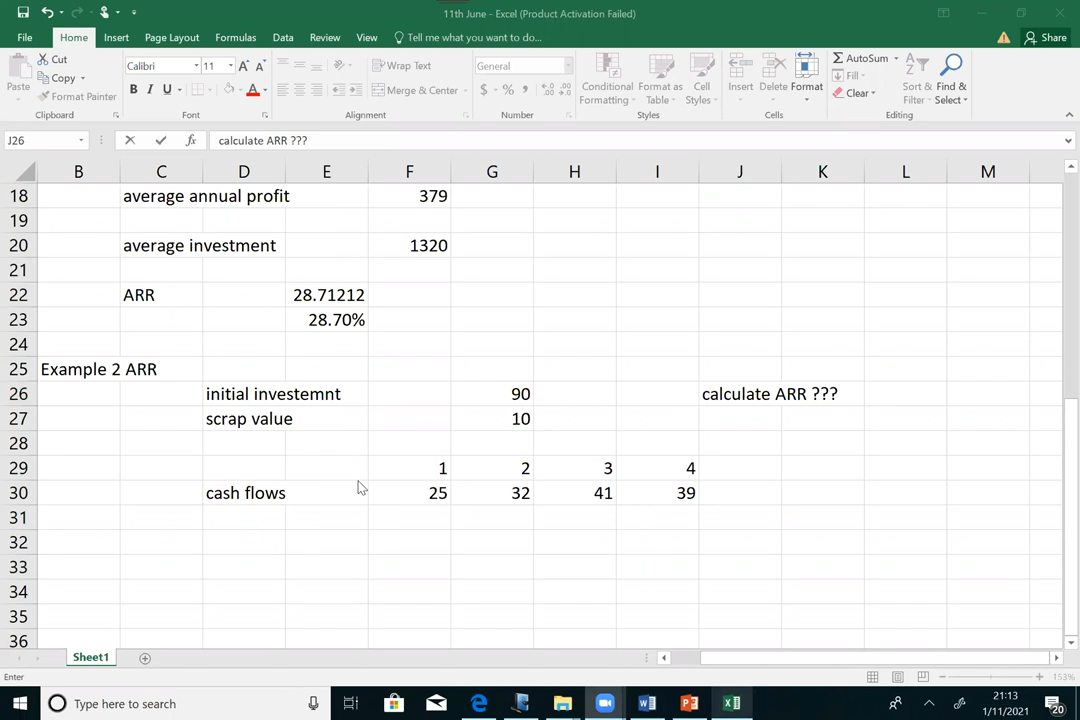 11th June - Excel (Product Activation Failed)
File Home Insert Page Layout Formulas Data Review View Tell me what you want to do... Share
Paste Cut Copy Format Painter Clipboard
Calibri 11 A A B I U A Font
Wrap Text Merge & Center Alignment
General $ % , Number
Conditional Formatting Format as Table Cell Styles Styles
Insert Delete Format Cells
AutoSum Fill Clear Sort & Filter Find & Select Editing
J26 fx calculate ARR ???
B C D E F G H I J K L M
18 average annual profit 379
19
20 average investment 1320
21
22 ARR 28.71212
23 28.70%
24
25 Example 2 ARR
26 initial investemnt 90 calculate ARR ???
27 scrap value 10
28
29 1 2 3 4
30 cash flows 25 32 41 39
31
32
33
34
35
36
Sheet1
Enter 153%
Type here to search 21:13
1/11/2021 20